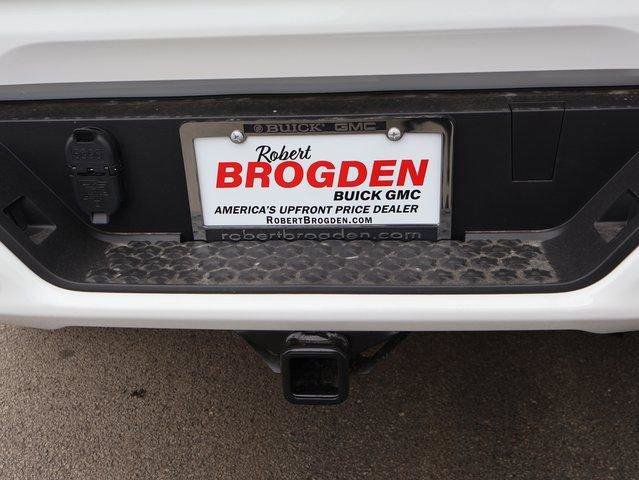 BUICK GMC
Robert
BROGDEN
BUICK GMC
AMERICA'S UPFRONT PRICE DEALER
ROBERTBROGDEN.COM
robertbrogden.com